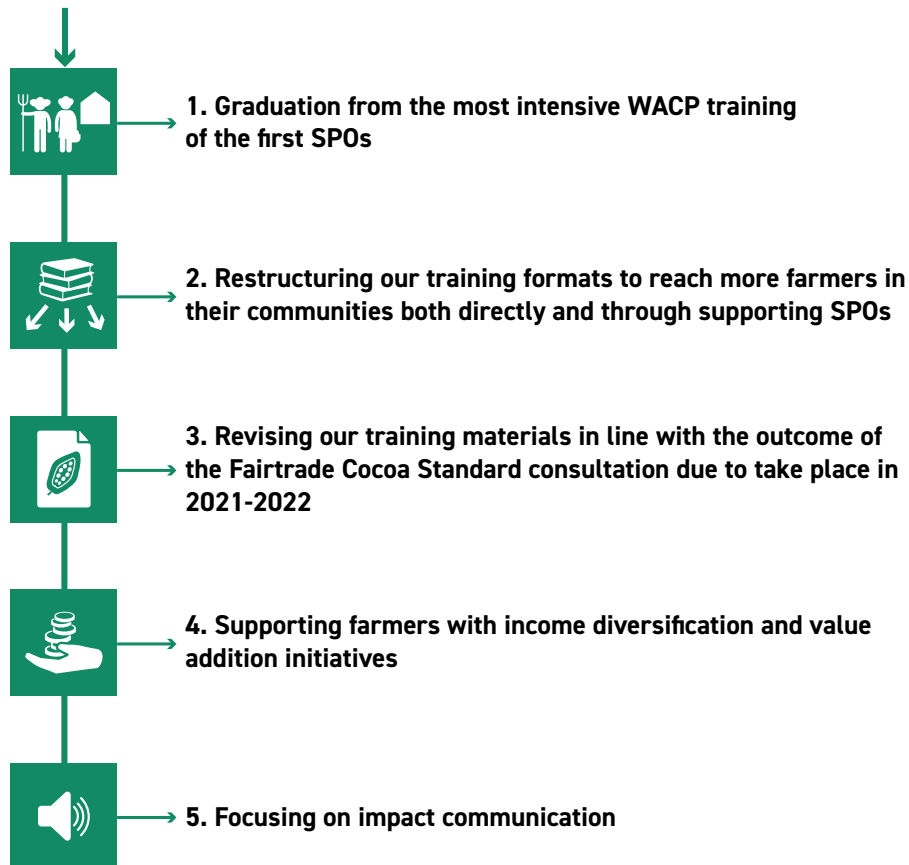 1. Graduation from the most intensive WACP training
of the first SPOs
2. Restructuring our training formats to reach more farmers in
their communities both directly and through supporting SPOs
3. Revising our training materials in line with the outcome of
the Fairtrade Cocoa Standard consultation due to take place in
2021-2022
4. Supporting farmers with income diversification and value
addition initiatives
5. Focusing on impact communication